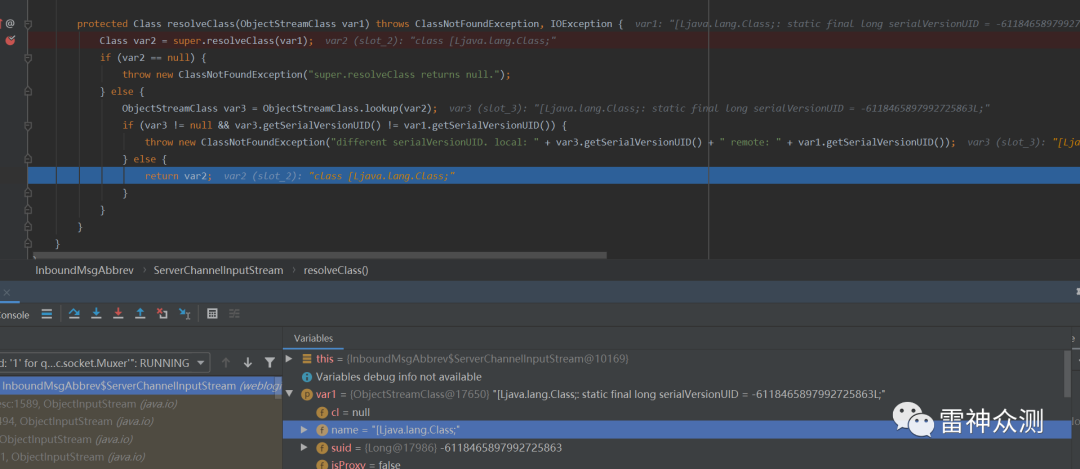 protected Class resolveClass(ObjectStreamClass var1) throws ClassNotFoundException, IOException { var1: "[Ljava.lang.Class;: static final long serialVersionUID = -61184658979927
Class var2 = super.resolveClass(var1); var2 (slot_2): "class [Ljava.lang.Class;"
if (var2 == null) {
throw new ClassNotFoundException("super.resolveClass returns null.");
} else {
ObjectStreamClass var3 = ObjectStreamClass.lookup(var2); var3 (slot_3): "[Ljava.lang.Class;: static final long serialVersionUID = -6118465897992725863L;"
if (var3 != null && var3.getSerialVersionUID() != var1.getSerialVersionUID()) {
throw new ClassNotFoundException("different serialVersionUID. local: " + var3.getSerialVersionUID() + " remote: " + var1.getSerialVersionUID()); var3 (slot_3): "[Lja
} else {
return var2; var2 (slot_2): "class [Ljava.lang.Class;"
}
}
}
}
InboundMsgAbbrev › ServerChannelInputStream › resolveClass()
Console
Variables
d: "1" for q...c.socket.Muxer'": RUNNING
this = {InboundMsgAbbrev$ServerChannelInputStream@10169}
Variables debug info not available
InboundMsgAbbrev$ServerChannelInputStream (weblogi
var1 = {ObjectStreamClass@17650} "[Ljava.lang.Class;: static final long serialVersionUID = -6118465897992725863L;"
esc:1589, ObjectInputStream (java.io)
cl = null
494, ObjectInputStream (java.io)
name = "[Ljava.lang.Class;"
ObjectInputStream (java.io)
suid = {Long@17986} -6118465897992725863
1, ObjectInputStream (java.io)
isProxy = false
雷神众测